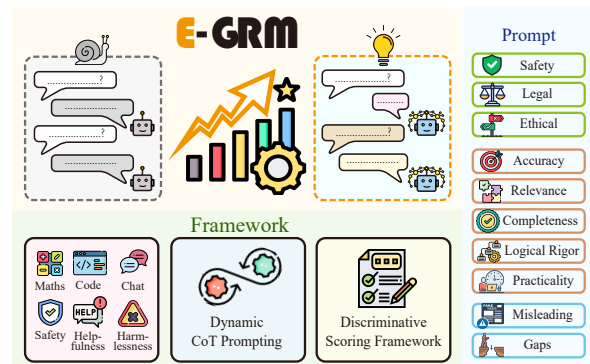 E-GRM
..................?
..................
..................?
..................
..................?
............
..................?
..................
Prompt
Safety
Legal
Ethical
Accuracy
Relevance
Completeness
Logical Rigor
Practicality
Misleading
Gaps
Framework
</>
HELP
Maths
Code
Chat
Safety
Help-
fulness
Harm-
lessness
Dynamic
CoT Prompting
Discriminative
Scoring Framework